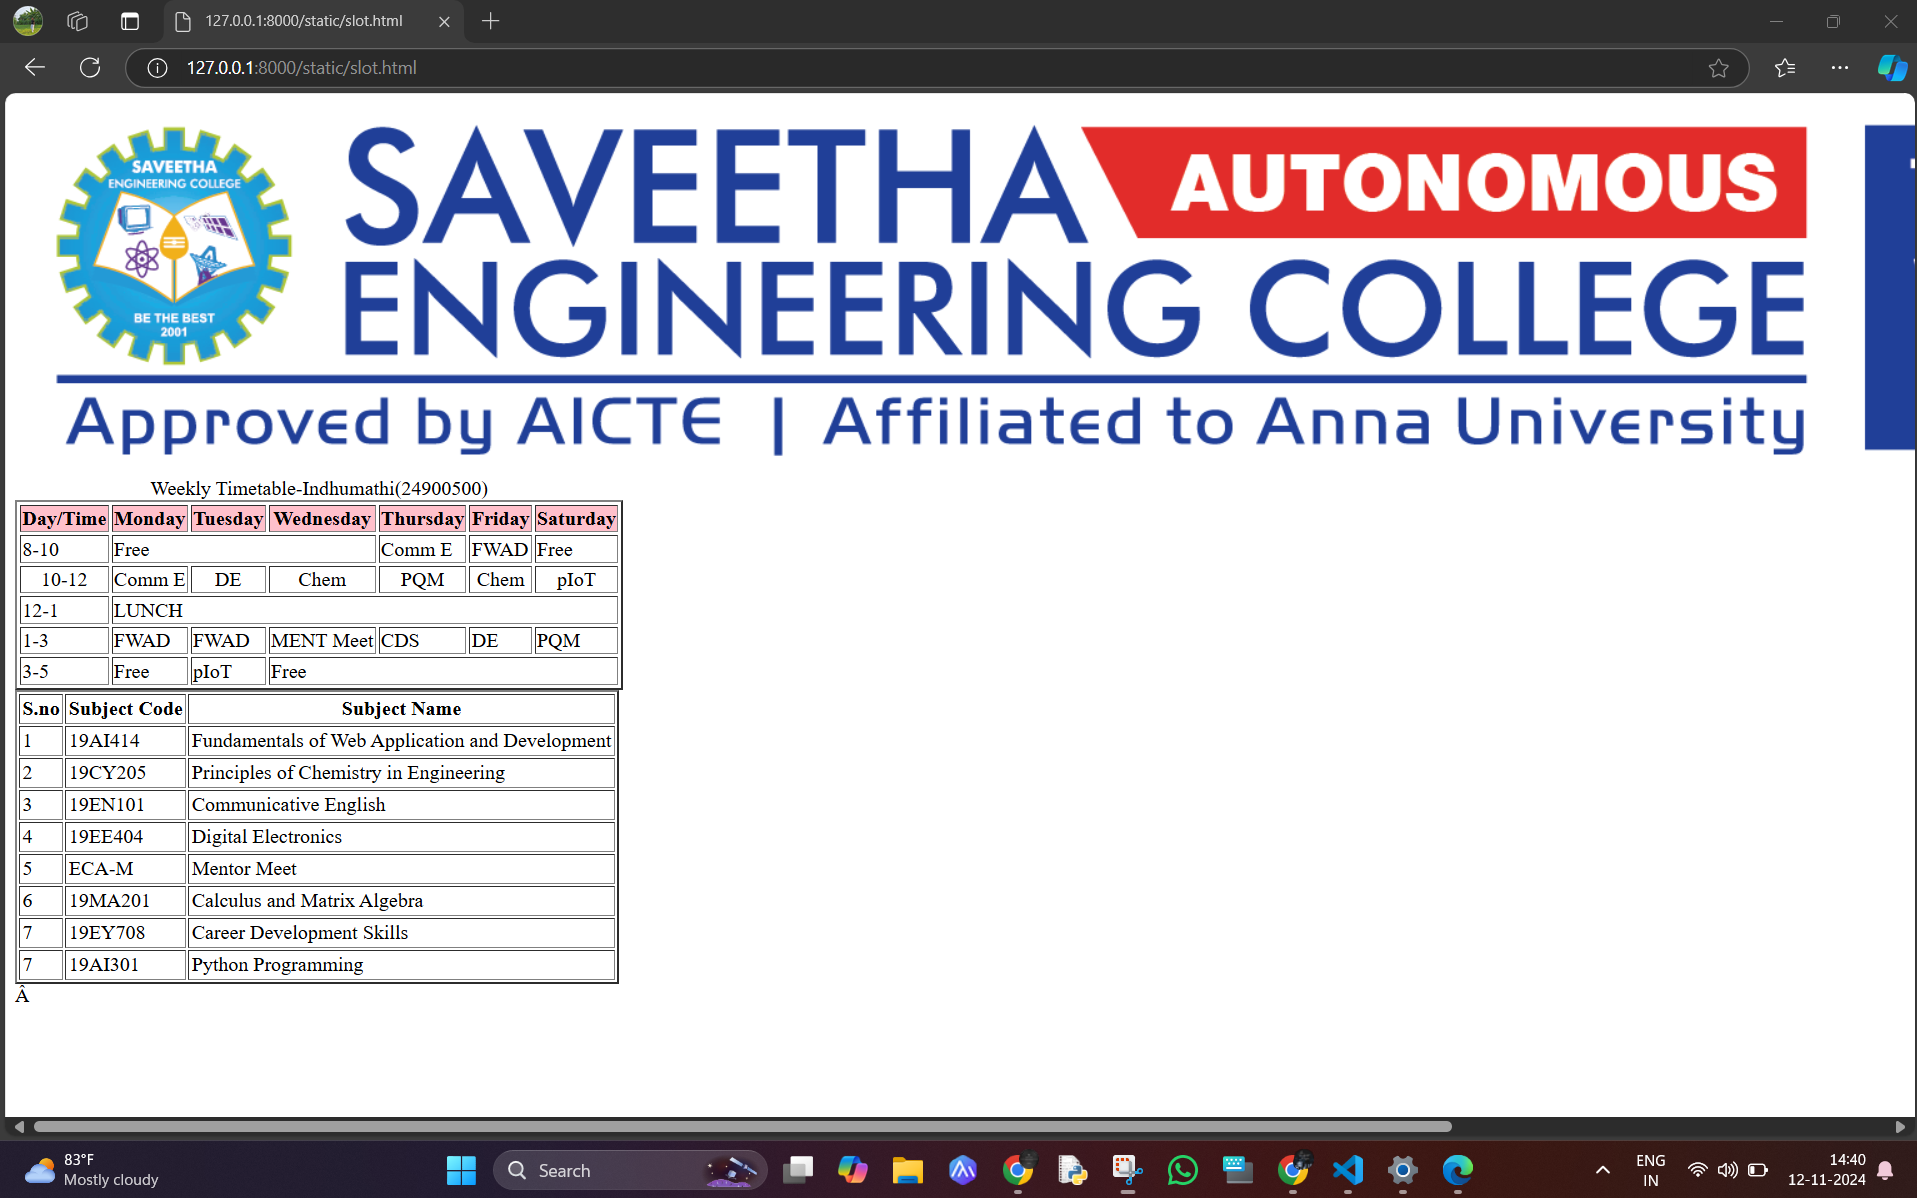 127.0.0.1:8000/static/slot.html
127.0.0.1:8000/static/slot.html
SAVEETHA
ENGINEERING COLLEGE
BE THE BEST
2001
SAVEETHA AUTONOMOUS
ENGINEERING COLLEGE
Approved by AICTE | Affiliated to Anna University
Weekly Timetable-Indhumathi(24900500)
Day/Time Monday Tuesday Wednesday Thursday Friday Saturday
8-10 Free Comm E FWAD Free
10-12 Comm E DE Chem PQM Chem pIoT
12-1 LUNCH
1-3 FWAD FWAD MENT Meet CDS DE PQM
3-5 Free pIoT Free
S.no Subject Code Subject Name
1 19AI414 Fundamentals of Web Application and Development
2 19CY205 Principles of Chemistry in Engineering
3 19EN101 Communicative English
4 19EE404 Digital Electronics
5 ECA-M Mentor Meet
6 19MA201 Calculus and Matrix Algebra
7 19EY708 Career Development Skills
7 19AI301 Python Programming
Â
83°F
Mostly cloudy
Search
ENG
IN
14:40
12-11-2024